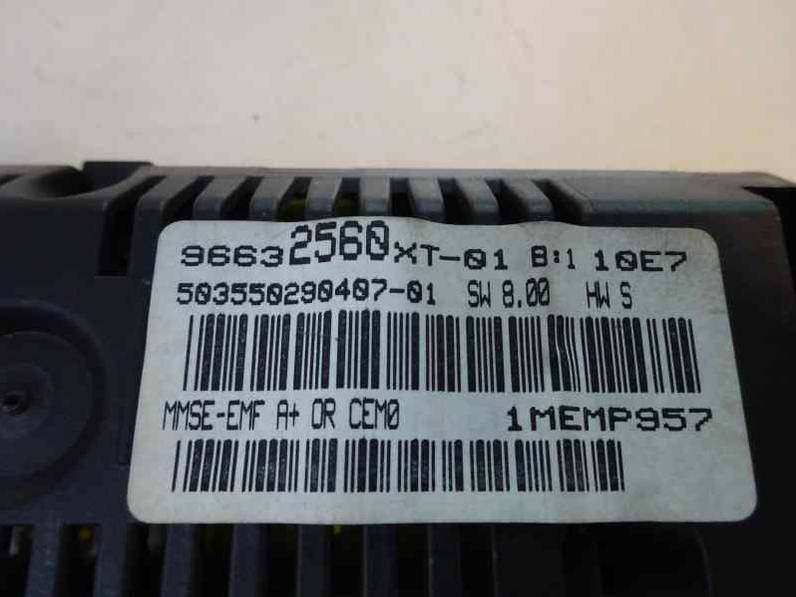 96632560XT-01 B:1 10E7
503550290407-01 SW 8.00 HW S
MMSE-EMF A+ OR CEM0 1MEMP957